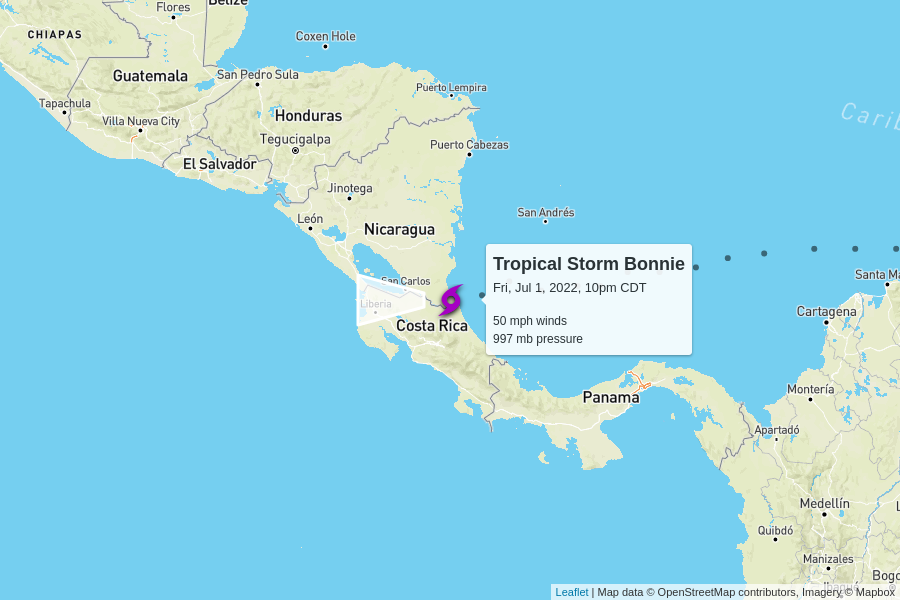 Belize
Flores
CHIAPAS
Coxen Hole
Guatemala
San Pedro Sula
Puerto Lempira
Tapachula
Villa Nueva City
Honduras
Carib
Tegucigalpa
Puerto Cabezas
El Salvador
Jinotega
León
San Andrés
Nicaragua
Tropical Storm Bonnie
Fri, Jul 1, 2022, 10pm CDT
50 mph winds
997 mb pressure
San Carlos
Santa Ma
Liberia
Costa Rica
Cartagena
Panama
Montería
Apartadó
Medellín
Quibdó
Manizales
Bogo
Ibagué
Leaflet | Map data © OpenStreetMap contributors, Imagery © Mapbox